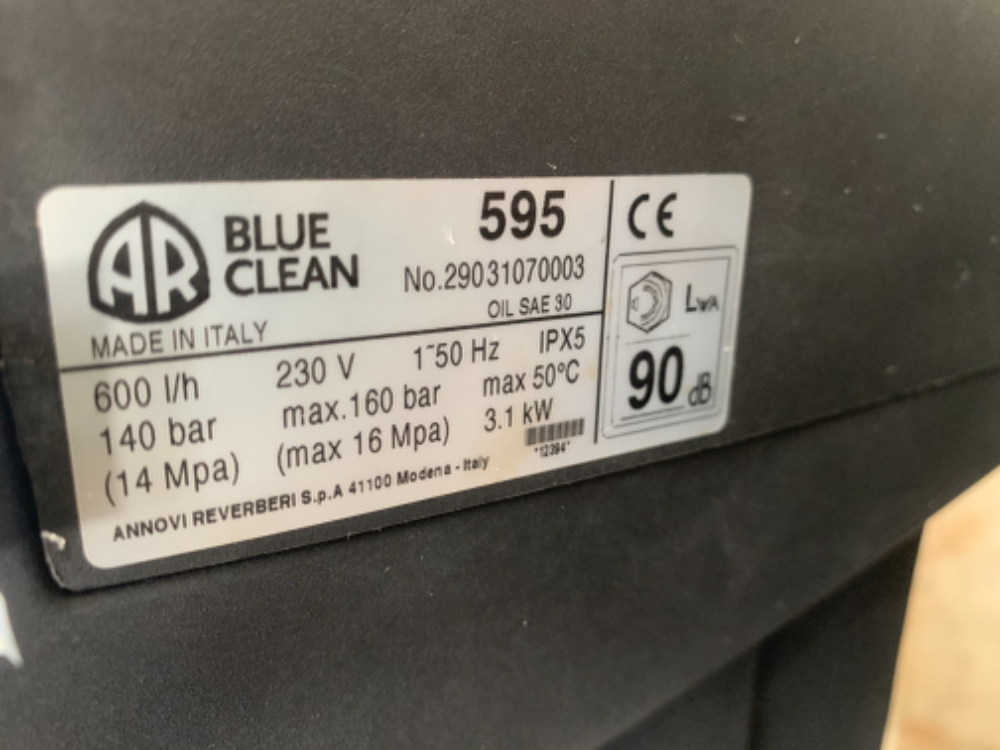 AR BLUE CLEAN
595
No.29031070003
OIL SAE 30
MADE IN ITALY
600 l/h 230 V 1~50 Hz IPX5
140 bar max.160 bar max 50°C
(14 Mpa) (max 16 Mpa) 3.1 kW
*12394*
ANNOVI REVERBERI S.p.A 41100 Modena - Italy
CE
LWA
90 dB